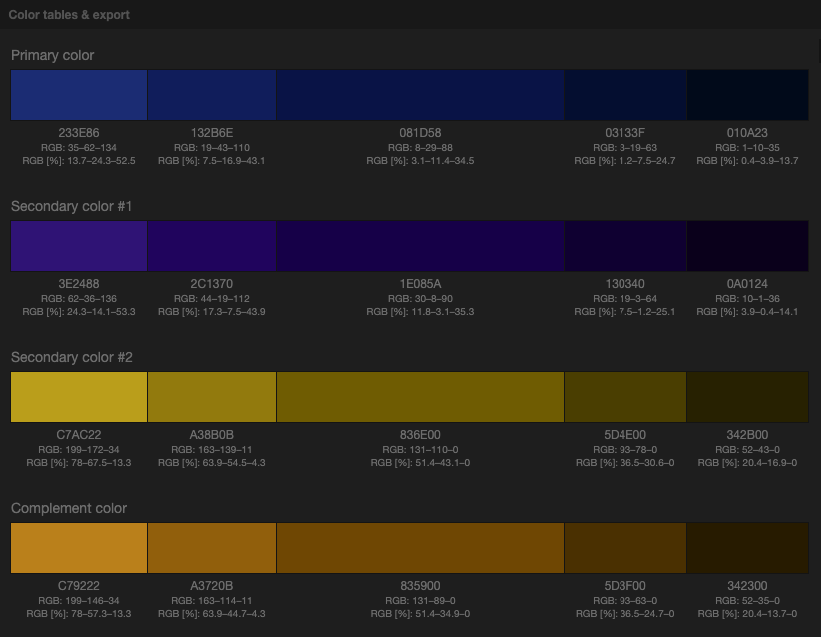 Color tables & export
Primary color
233E86 132B6E 081D58 03133F 010A23
RGB: 35–62–134 RGB: 19–43–110 RGB: 8–29–88 RGB: 3–19–63 RGB: 1–10–35
RGB [%]: 13.7–24.3–52.5 RGB [%]: 7.5–16.9–43.1 RGB [%]: 3.1–11.4–34.5 RGB [%]: 1.2–7.5–24.7 RGB [%]: 0.4–3.9–13.7
Secondary color #1
3E2488 2C1370 1E085A 130340 0A0124
RGB: 62–36–136 RGB: 44–19–112 RGB: 30–8–90 RGB: 19–3–64 RGB: 10–1–36
RGB [%]: 24.3–14.1–53.3 RGB [%]: 17.3–7.5–43.9 RGB [%]: 11.8–3.1–35.3 RGB [%]: 7.5–1.2–25.1 RGB [%]: 3.9–0.4–14.1
Secondary color #2
C7AC22 A38B0B 836E00 5D4E00 342B00
RGB: 199–172–34 RGB: 163–139–11 RGB: 131–110–0 RGB: 93–78–0 RGB: 52–43–0
RGB [%]: 78–67.5–13.3 RGB [%]: 63.9–54.5–4.3 RGB [%]: 51.4–43.1–0 RGB [%]: 36.5–30.6–0 RGB [%]: 20.4–16.9–0
Complement color
C79222 A3720B 835900 5D3F00 342300
RGB: 199–146–34 RGB: 163–114–11 RGB: 131–89–0 RGB: 93–63–0 RGB: 52–35–0
RGB [%]: 78–57.3–13.3 RGB [%]: 63.9–44.7–4.3 RGB [%]: 51.4–34.9–0 RGB [%]: 36.5–24.7–0 RGB [%]: 20.4–13.7–0